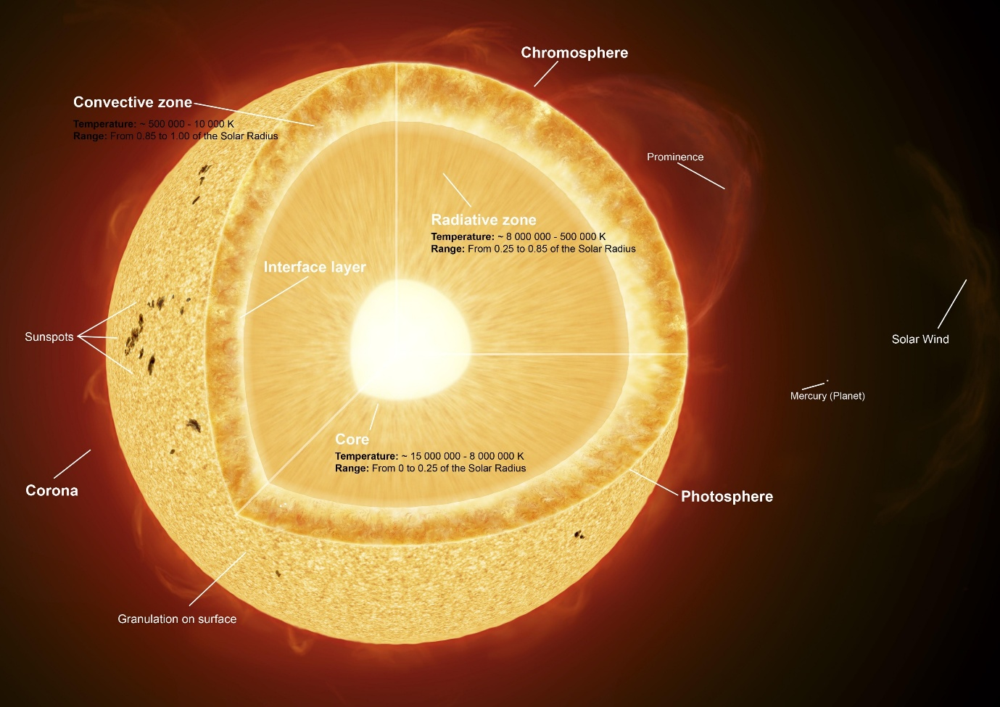 Chromosphere
Convective zone
Temperature: ~ 500 000 - 10 000 K
Range: From 0.85 to 1.00 of the Solar Radius
Prominence
Radiative zone
Temperature: ~ 8 000 000 - 500 000 K
Range: From 0.25 to 0.85 of the Solar Radius
Interface layer
Sunspots
Solar Wind
Mercury (Planet)
Core
Temperature: ~ 15 000 000 - 8 000 000 K
Range: From 0 to 0.25 of the Solar Radius
Corona
Photosphere
Granulation on surface